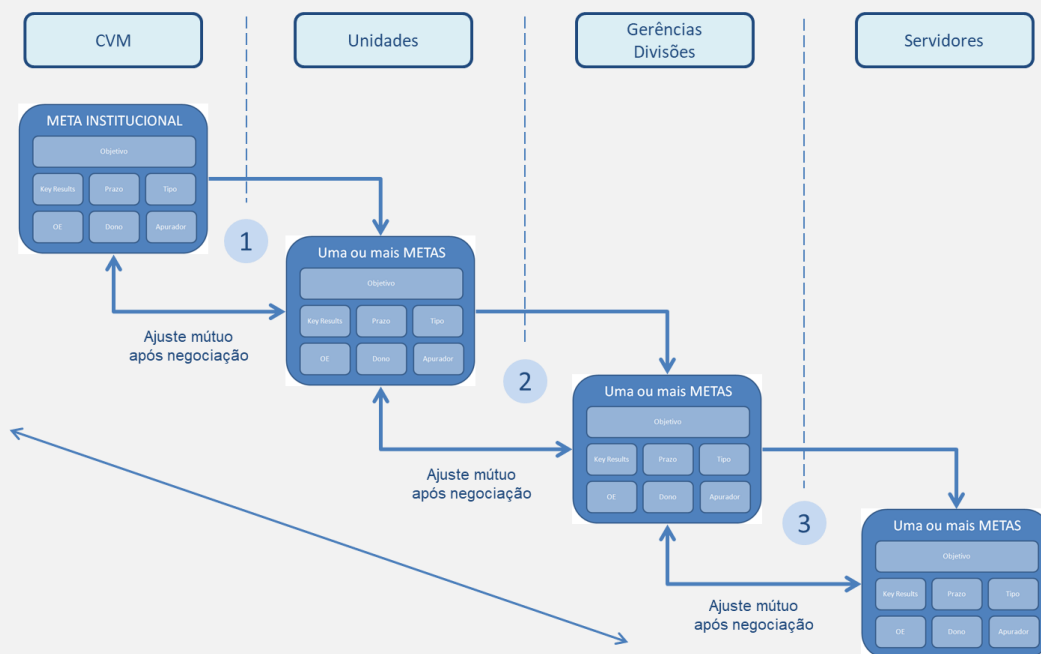 CVM
Unidades
Gerências
Divisões
Servidores
META INSTITUCIONAL
Objetivo
Key Results
Prazo
Tipo
OE
Dono
Apurador
1
Uma ou mais METAS
Objetivo
Key Results
Prazo
Tipo
OE
Dono
Apurador
Ajuste mútuo
após negociação
2
Uma ou mais METAS
Objetivo
Key Results
Prazo
Tipo
OE
Dono
Apurador
Ajuste mútuo
após negociação
3
Uma ou mais METAS
Objetivo
Key Results
Prazo
Tipo
OE
Dono
Apurador
Ajuste mútuo
após negociação